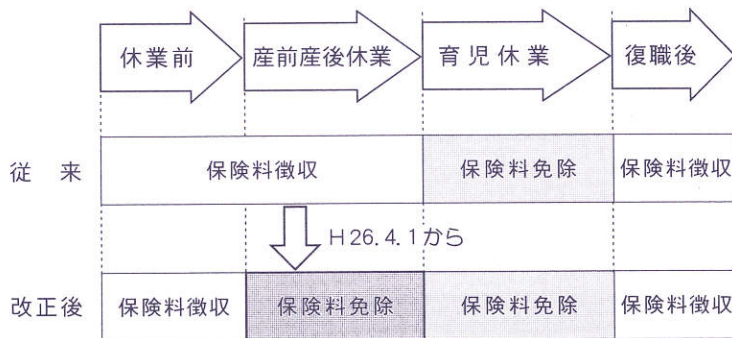 休業前 産前産後休業 育児休業 復職後
従来 保険料徴収 保険料免除 保険料徴収
H26.4.1から
改正後 保険料徴収 保険料免除 保険料免除 保険料徴収